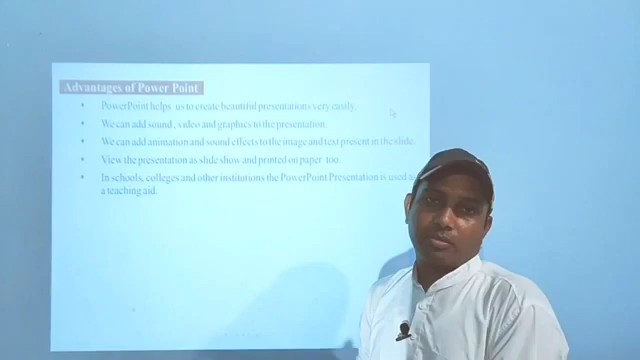 Advantages of Power Point
PowerPoint helps us to create beautiful presentations very easily.
We can add sound, video and graphics to the presentation.
We can add animation and sound effects to the image and text present in the slide.
View the presentation as slide show and printed on paper too.
In schools, colleges and other institutions the PowerPoint Presentation is used
a teaching aid.